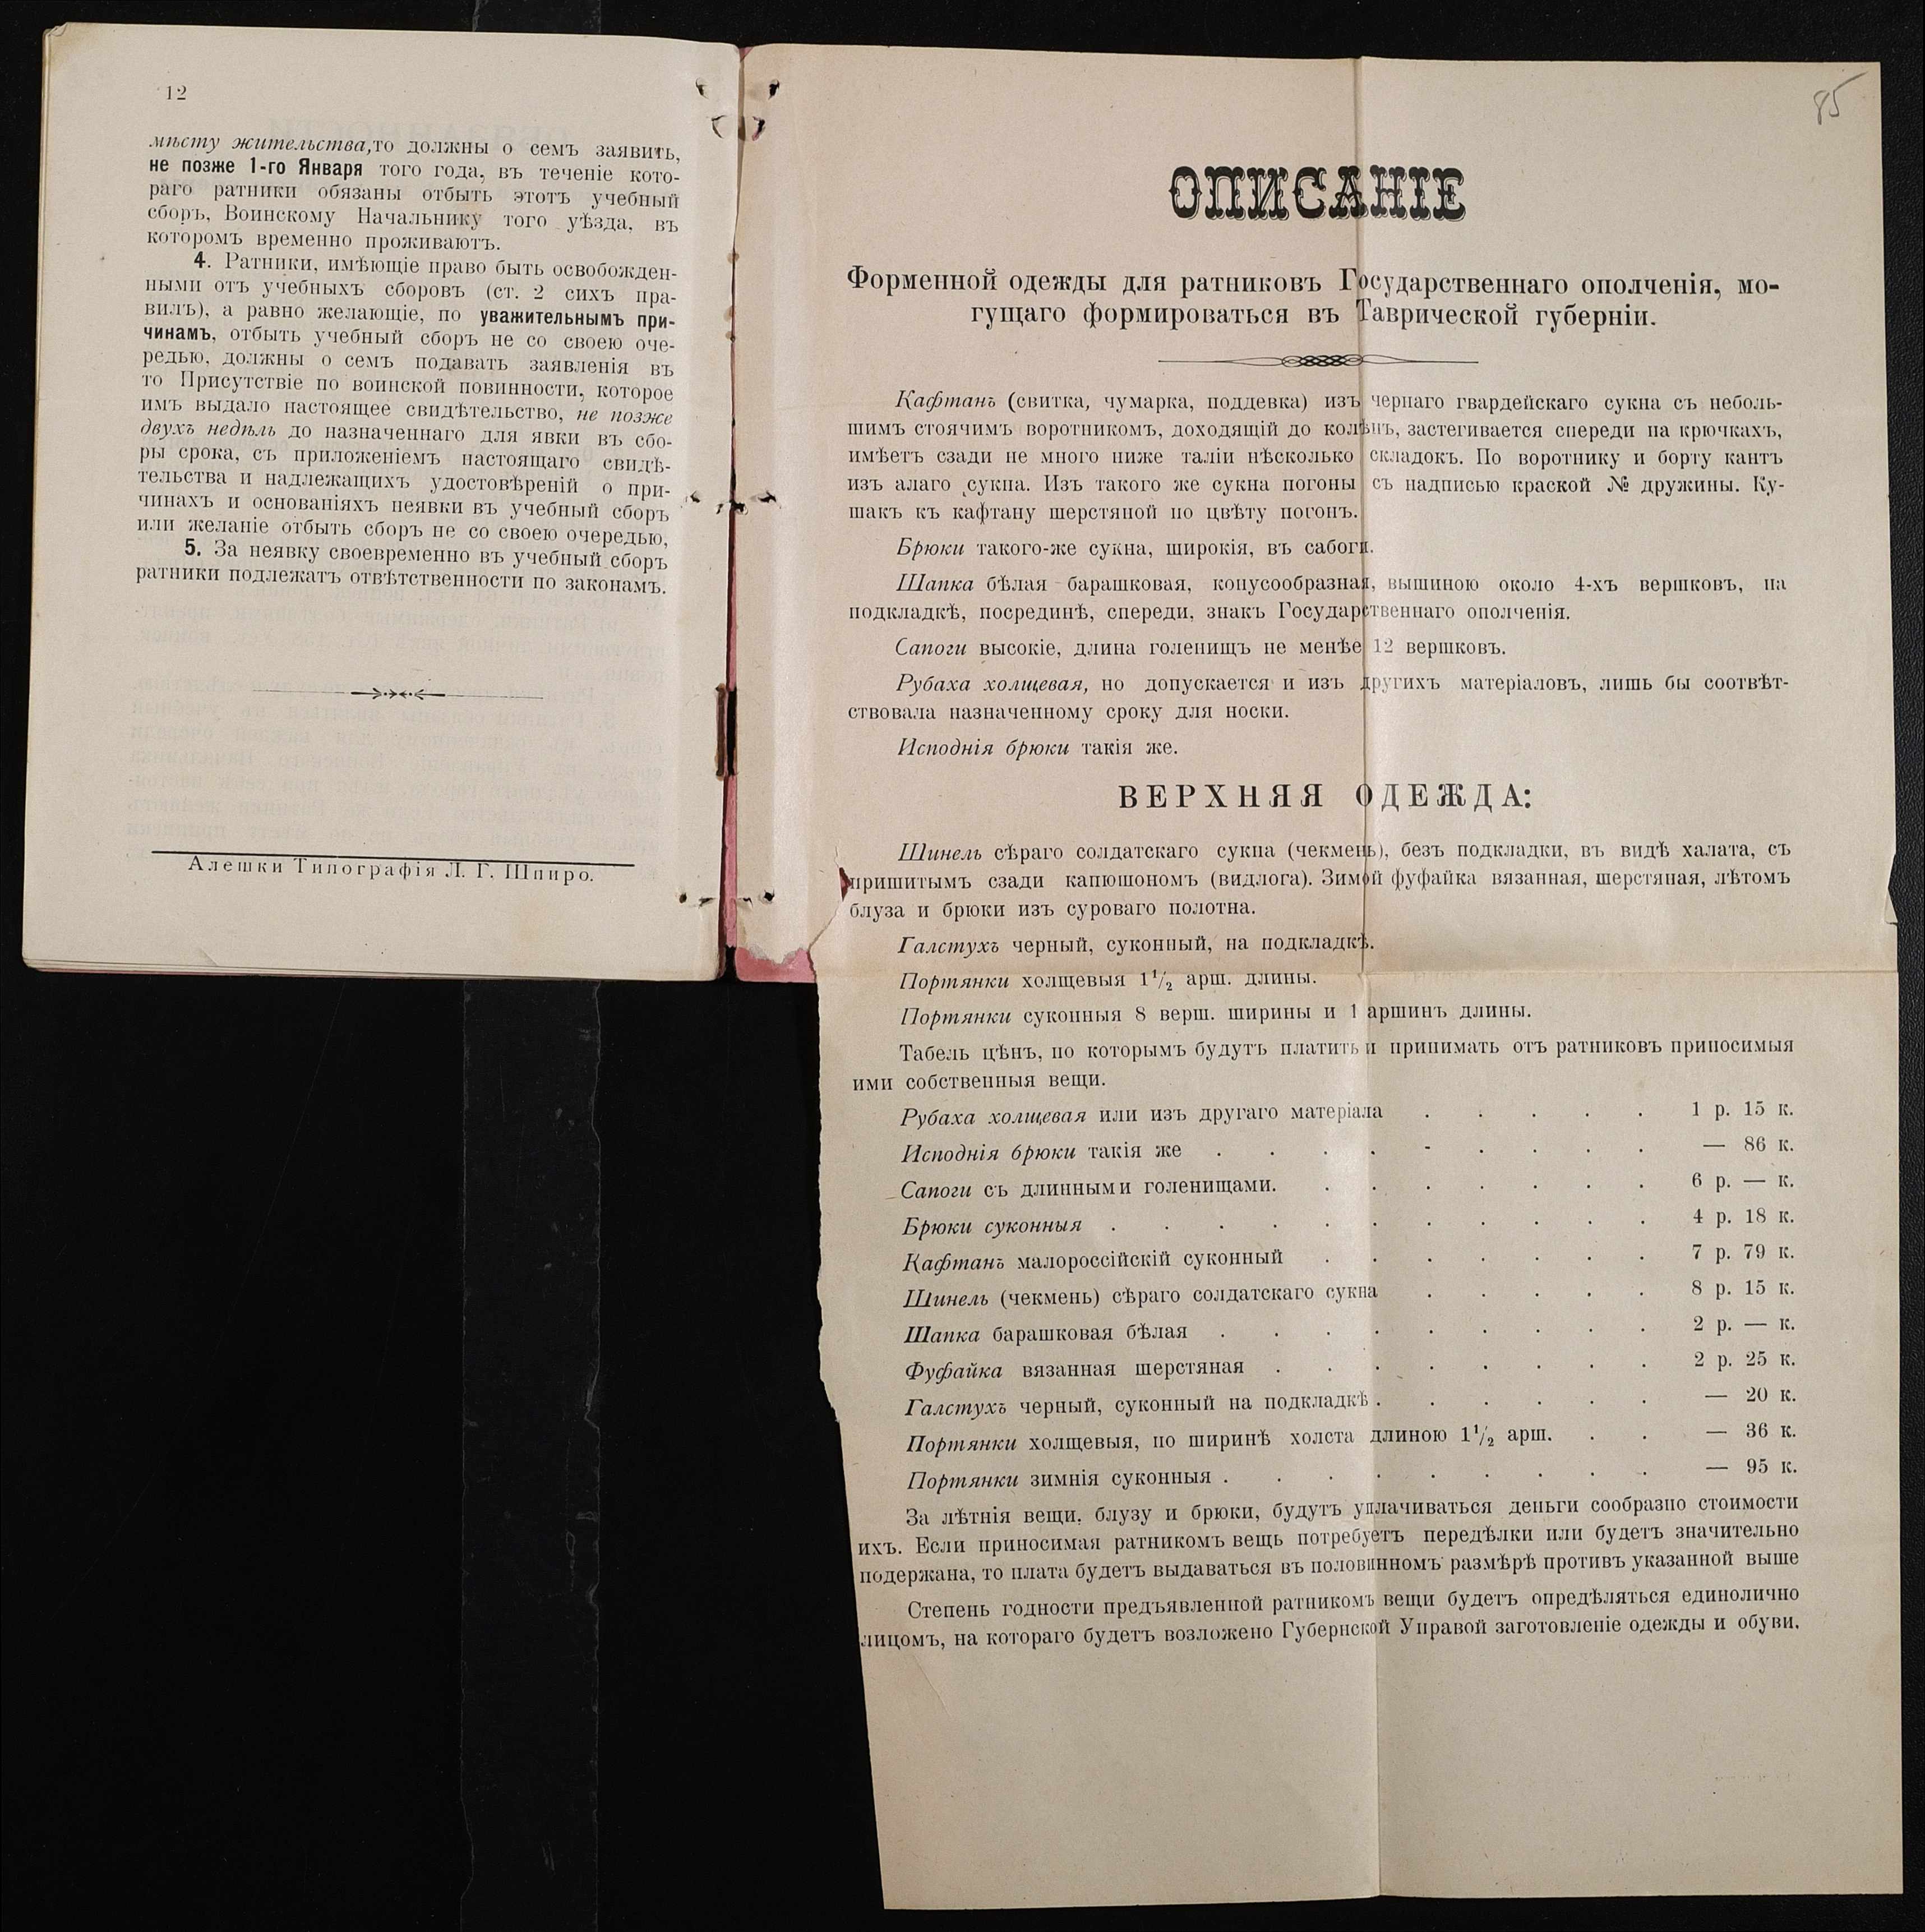 12
мѣсту жительства,то должны о семъ заявить,
не позже 1-го Января того года, въ теченіе кото-
раго ратники обязаны отбыть этотъ учебный
сборъ, Воинскому Начальнику того уѣзда, въ
которомъ временно проживаютъ.
4. Ратники, имѣющіе право быть освобожден-
ными отъ учебныхъ сборовъ (ст. 2 сихъ пра-
вилъ), а равно желающіе, по уважительнымъ при-
чинамъ, отбыть учебный сборъ не со своею оче-
редью, должны о семъ подавать заявленія въ
то Присутствіе по воинской повинности, которое
имъ выдало настоящее свидѣтельство, не позже
двухъ недѣль до назначеннаго для явки въ сбо-
ры срока, съ приложеніемъ настоящаго свидѣ-
тельства и надлежащихъ удостовѣреній о при-
чинахъ и основаніяхъ неявки въ учебный сборъ
или желаніе отбыть сборъ не со своею очередью,
5. За неявку своевременно въ учебный сборъ
ратники подлежатъ отвѣтственности по законамъ.
Алешки Типографія Л. Г. Шпиро.
85
ОПИСАНІЕ
Форменной одежды для ратниковъ Государственнаго ополченія, мо-
гущаго формироваться въ Таврической губерніи.
Кафтанъ (свитка, чумарка, поддевка) изъ чернаго гвардейскаго сукна съ неболь-
шимъ стоячимъ воротникомъ, доходящій до колѣнъ, застегивается спереди на крючкахъ,
имѣетъ сзади не много ниже таліи нѣсколько складокъ. По воротнику и борту кантъ
изъ алаго сукна. Изъ такого же сукна погоны съ надписью краской № дружины. Ку-
шакъ къ кафтану шерстяной по цвѣту погонъ.
Брюки такого-же сукна, широкія, въ сабоги.
Шапка бѣлая барашковая, конусообразная, вышиною около 4-хъ вершковъ, на
подкладкѣ, посрединѣ, спереди, знакъ Государственнаго ополченія.
Сапоги высокіе, длина голенищъ не менѣе 12 вершковъ.
Рубаха холщевая, но допускается и изъ другихъ матеріаловъ, лишь бы соотвѣт-
ствовала назначенному сроку для носки.
Исподнія брюки такія же.
ВЕРХНЯЯ ОДЕЖДА:
Шинель сѣраго солдатскаго сукна (чекмень), безъ подкладки, въ видѣ халата, съ
пришитымъ сзади капюшономъ (видлога). Зимой фуфайка вязанная, шерстяная, лѣтомъ
блуза и брюки изъ суроваго полотна.
Галстухъ черный, суконный, на подкладкѣ.
Портянки холщевыя 1¹/₂ арш. длины.
Портянки суконныя 8 верш. ширины и 1 аршинъ длины.
Табель цѣнъ, по которымъ будутъ платить и принимать отъ ратниковъ приносимыя
ими собственныя вещи.
Рубаха холщевая или изъ другаго матеріала . . . . . 1 р. 15 к.
Исподнія брюки такія же . . . . - . . . . — 86 к.
Сапоги съ длинными голенищами. . . . . . . . 6 р. — к.
Брюки суконныя . . . . . . . . . . . 4 р. 18 к.
Кафтанъ малороссійскій суконный . . . . . . . 7 р. 79 к.
Шинель (чекмень) сѣраго солдатскаго сукна . . . . . 8 р. 15 к.
Шапка барашковая бѣлая . . . . . . . . . 2 р. — к.
Фуфайка вязанная шерстяная . . . . . . . . 2 р. 25 к.
Галстухъ черный, суконный на подкладкѣ . . . . . . — 20 к.
Портянки холщевыя, по ширинѣ холста длиною 1¹/₂ арш. . . — 36 к.
Портянки зимнія суконныя . . . . . . . . . — 95 к.
За лѣтнія вещи, блузу и брюки, будутъ уплачиваться деньги сообразно стоимости
ихъ. Если приносимая ратникомъ вещь потребуетъ передѣлки или будетъ значительно
подержана, то плата будетъ выдаваться въ половинномъ размѣрѣ противъ указанной выше
Степень годности предъявленной ратникомъ вещи будетъ опредѣляться единолично
лицомъ, на котораго будетъ возложено Губернской Управой заготовленіе одежды и обуви.